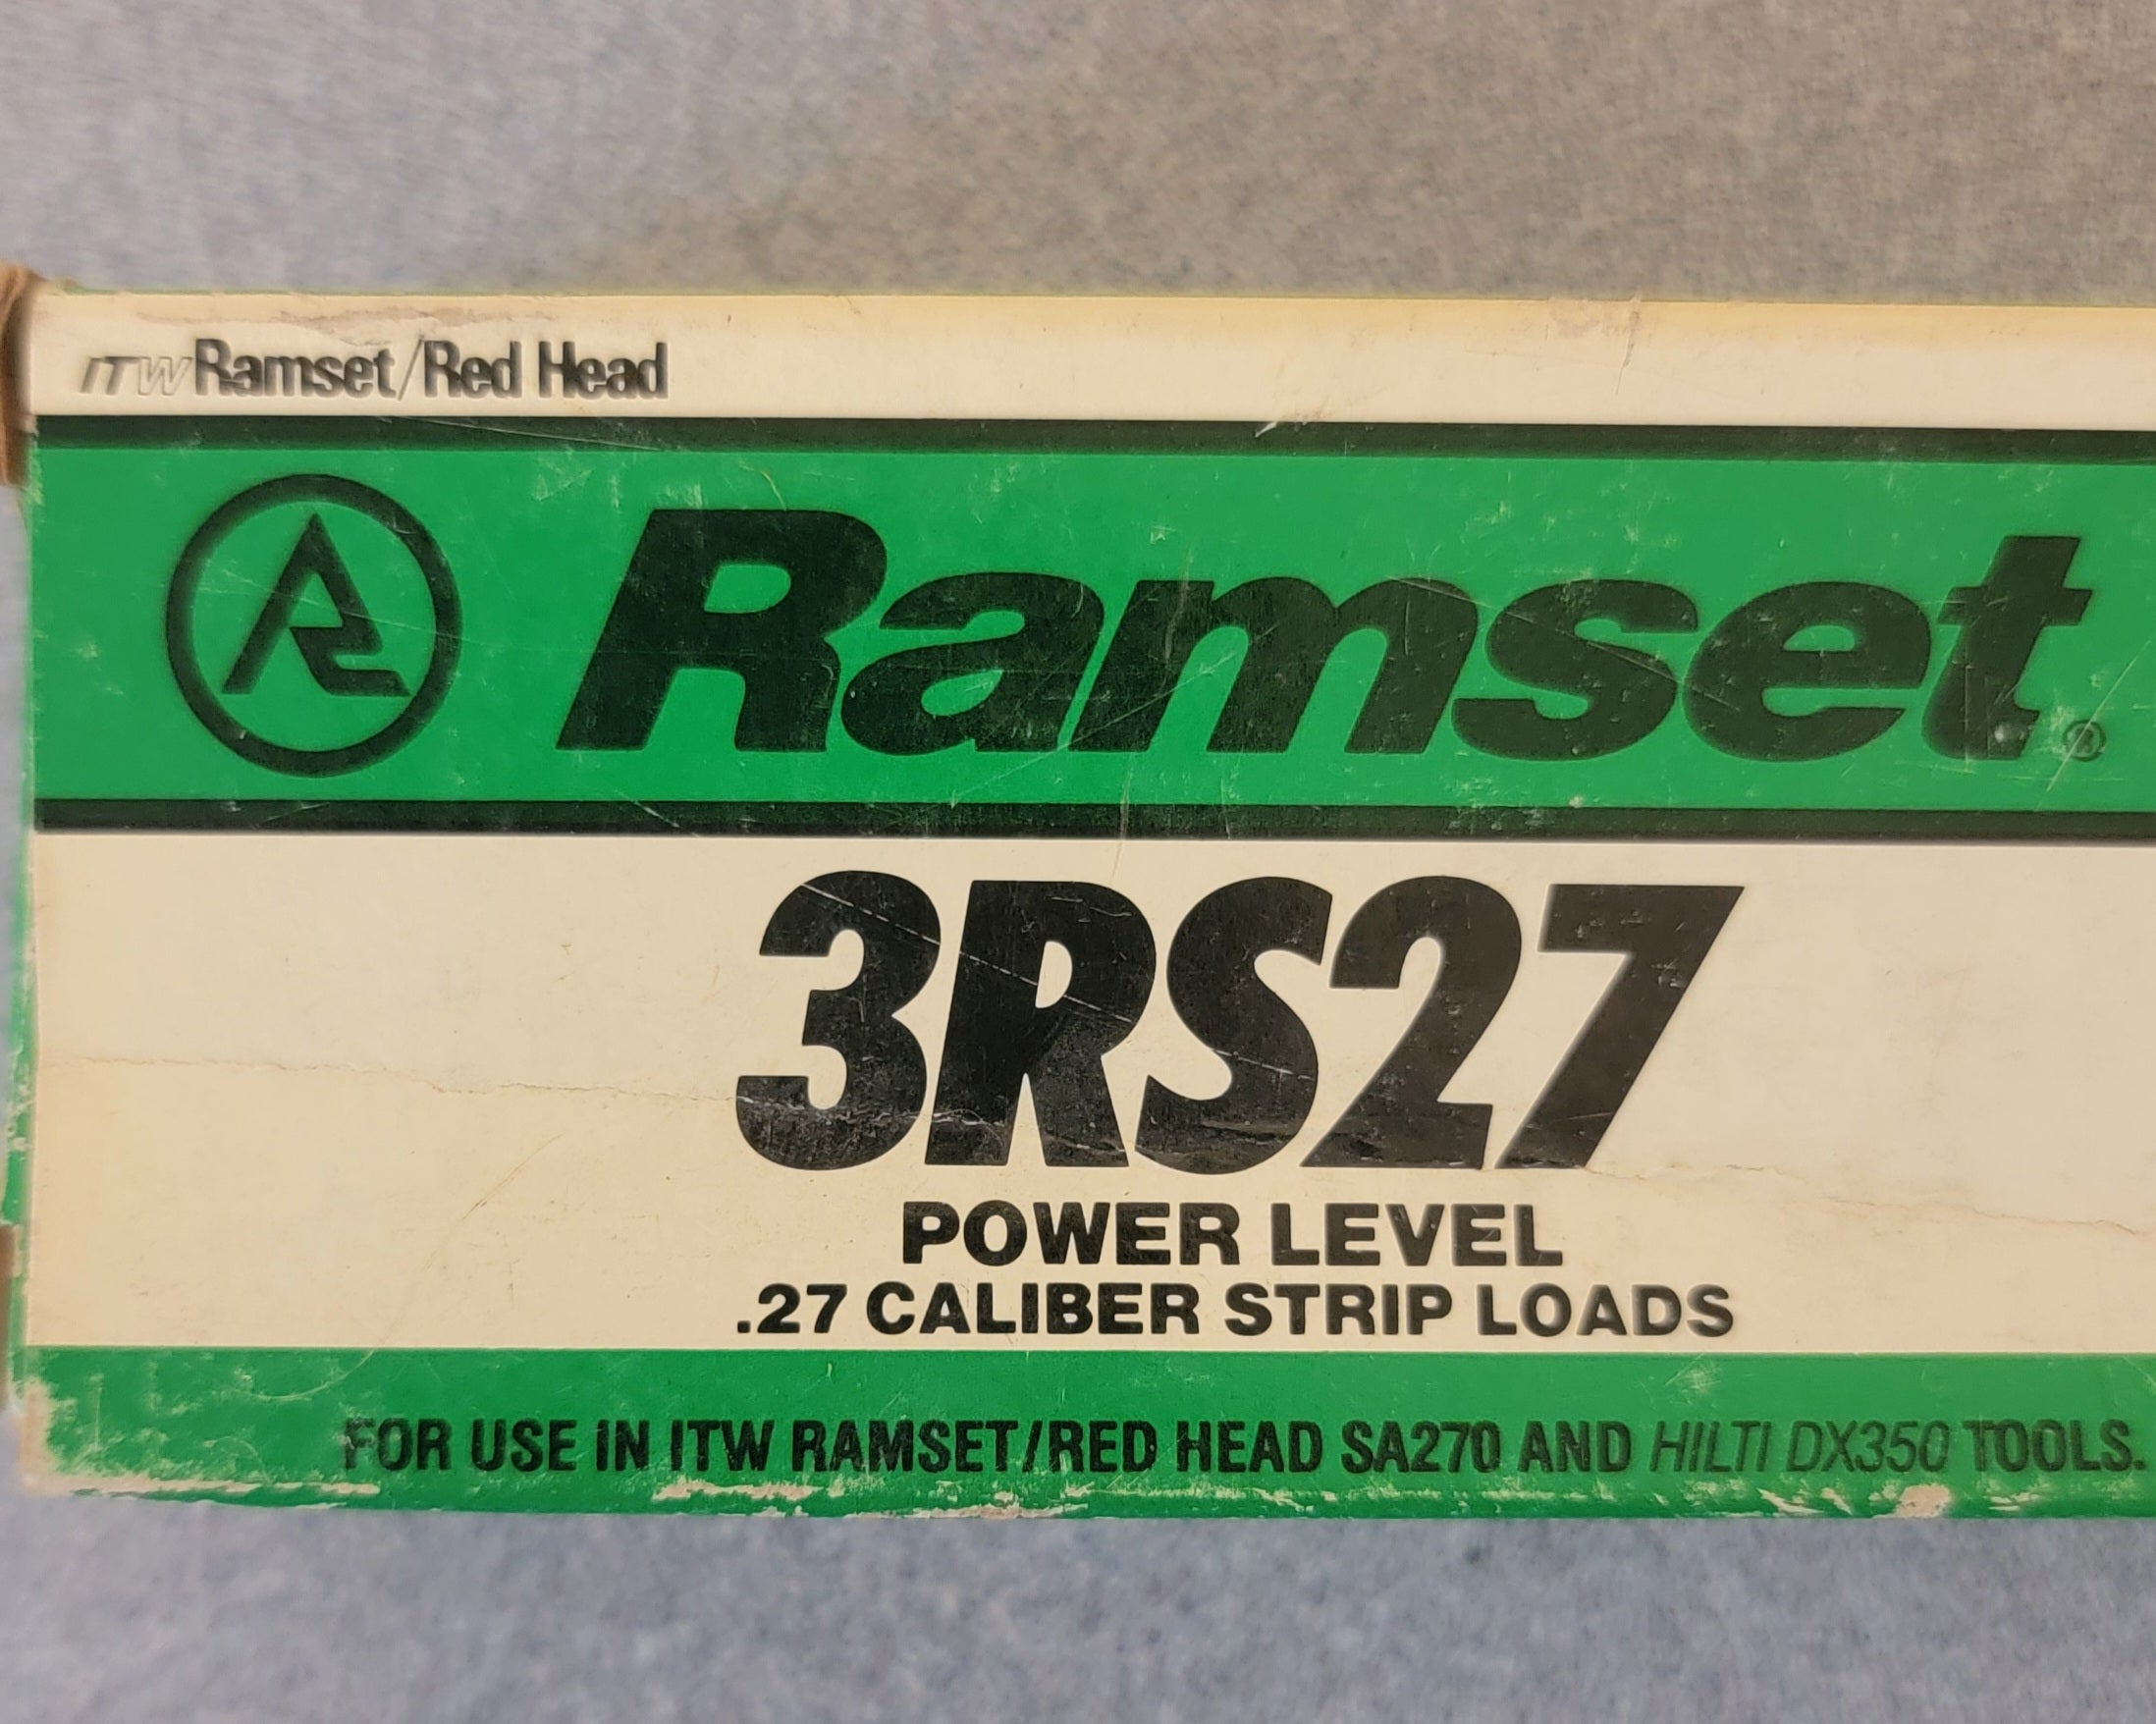 ITW Ramset/Red Head
Ramset®
3RS27
POWER LEVEL
.27 CALIBER STRIP LOADS
FOR USE IN ITW RAMSET/RED HEAD SA270 AND HILTI DX350 TOOLS.